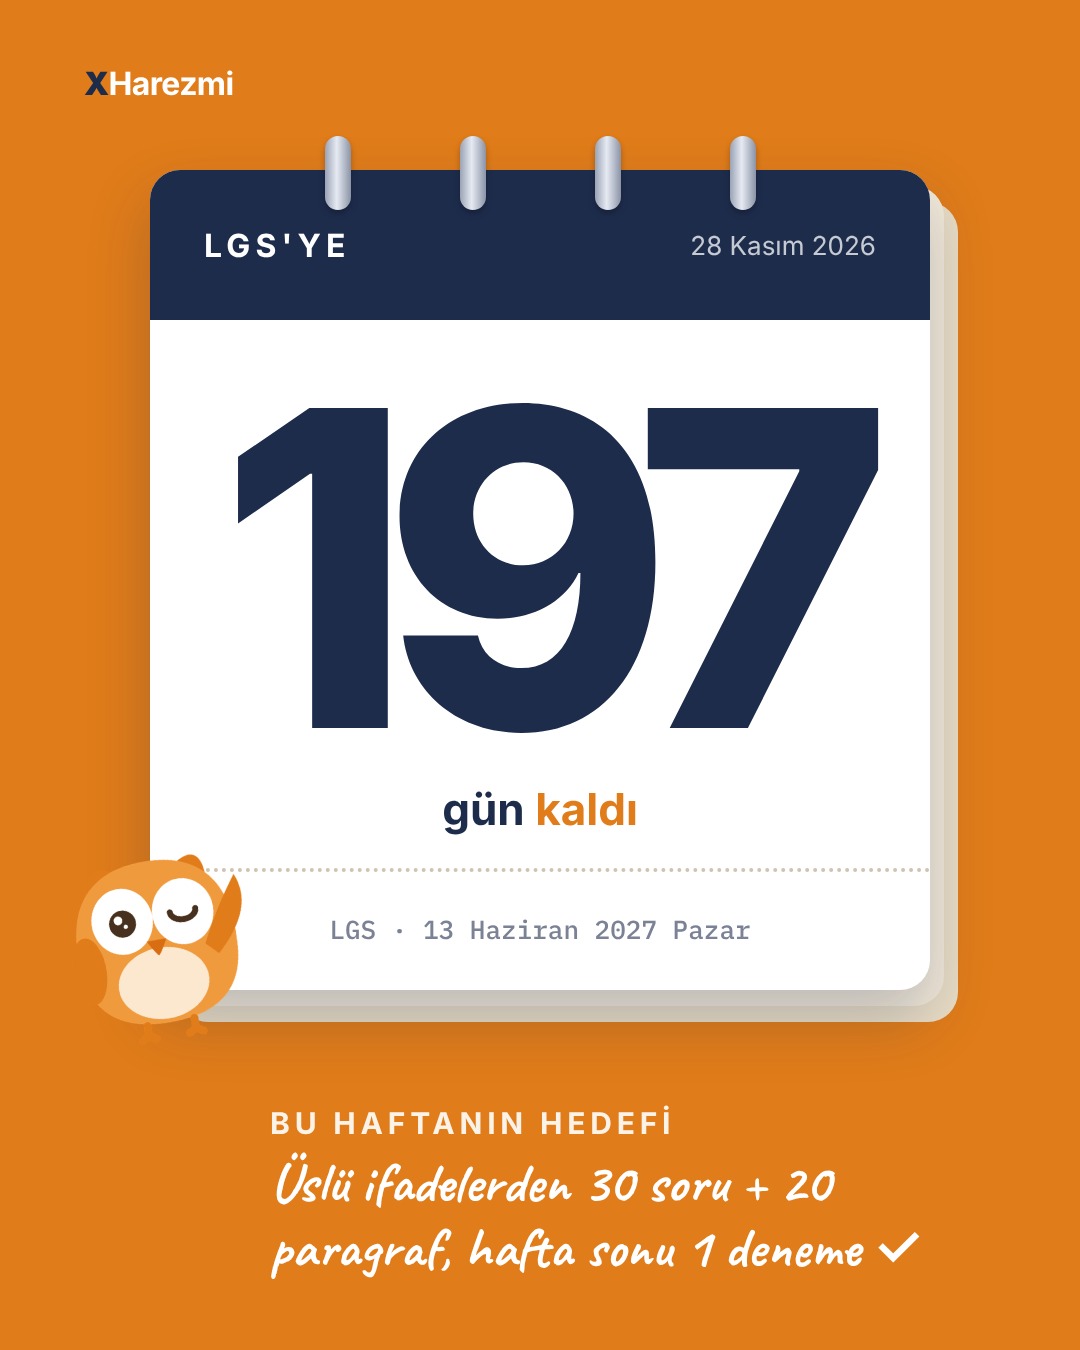 XHarezmi
LGS'YE
28 Kasım 2026
197
gün kaldı
LGS · 13 Haziran 2027 Pazar
BU HAFTANIN HEDEFİ
Üslü ifadelerden 30 soru + 20
paragraf, hafta sonu 1 deneme ✓